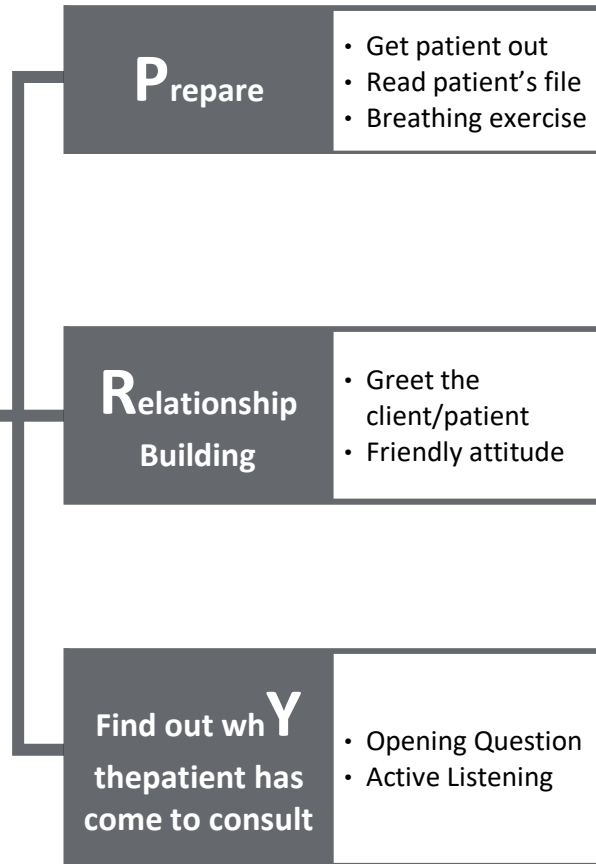 Prepare
• Get patient out
• Read patient's file
• Breathing exercise
Relationship
Building
• Greet the
client/patient
• Friendly attitude
Find out whY
thepatient has
come to consult
• Opening Question
• Active Listening